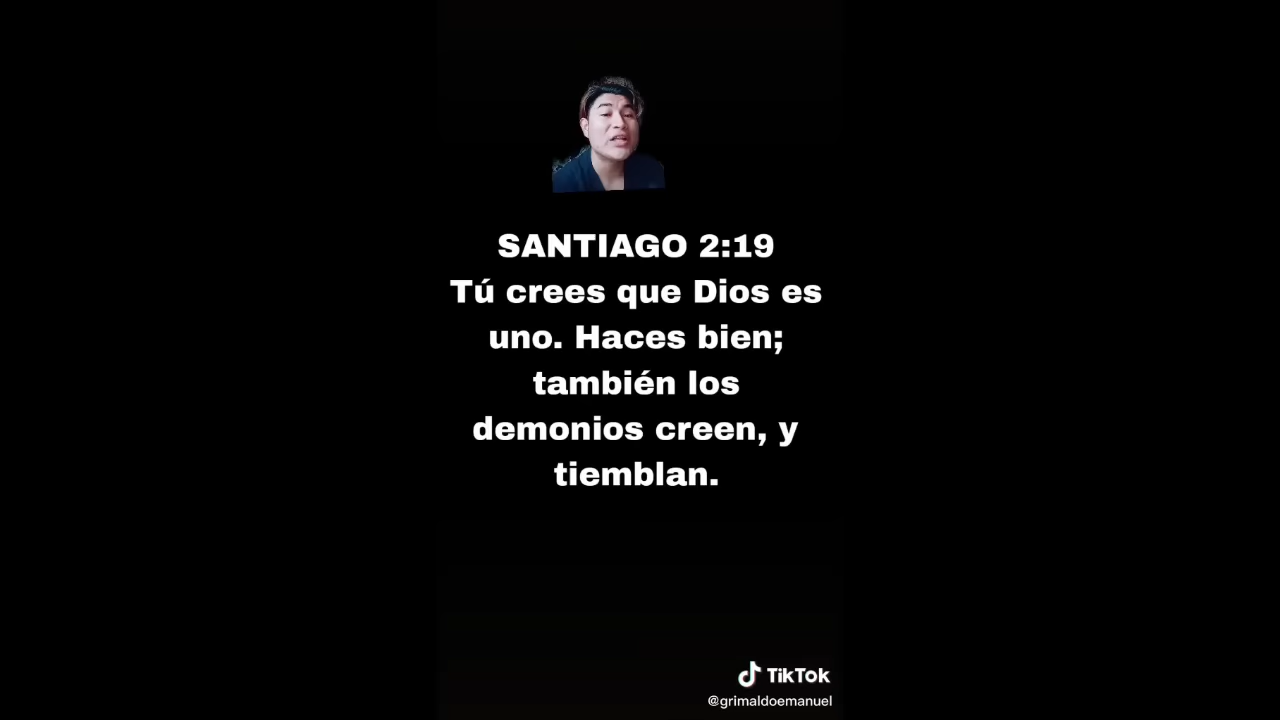 SANTIAGO 2:19
Tú crees que Dios es
uno. Haces bien;
también los
demonios creen, y
tiemblan.
TikTok
@grimaldoemanuel